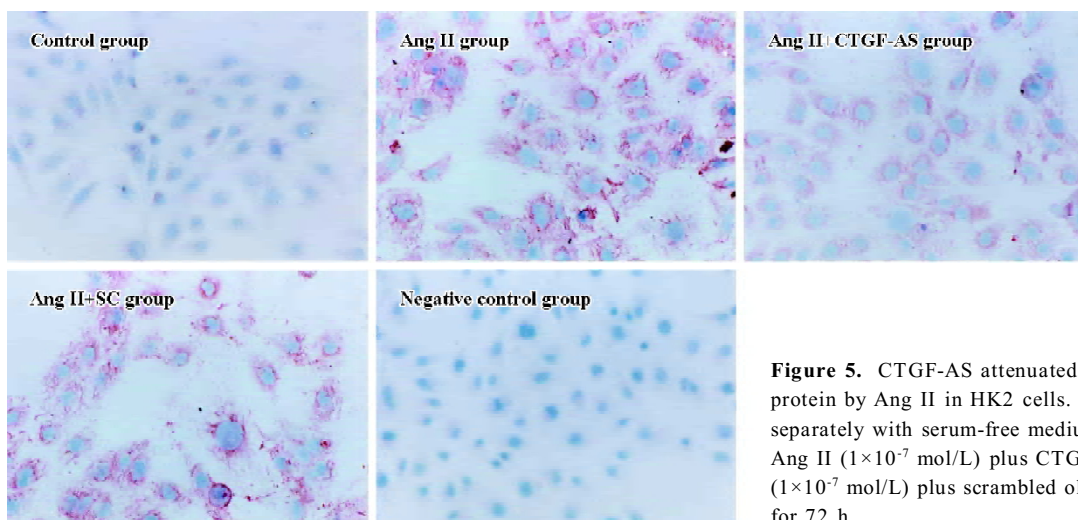 Control group
Ang II group
Ang II+CTGF-AS group
Ang II+SC group
Negative control group
Figure 5. CTGF-AS attenuated
protein by Ang II in HK2 cells.
separately with serum-free mediu
Ang II (1×10⁻⁷ mol/L) plus CTG
(1×10⁻⁷ mol/L) plus scrambled ol
for 72 h